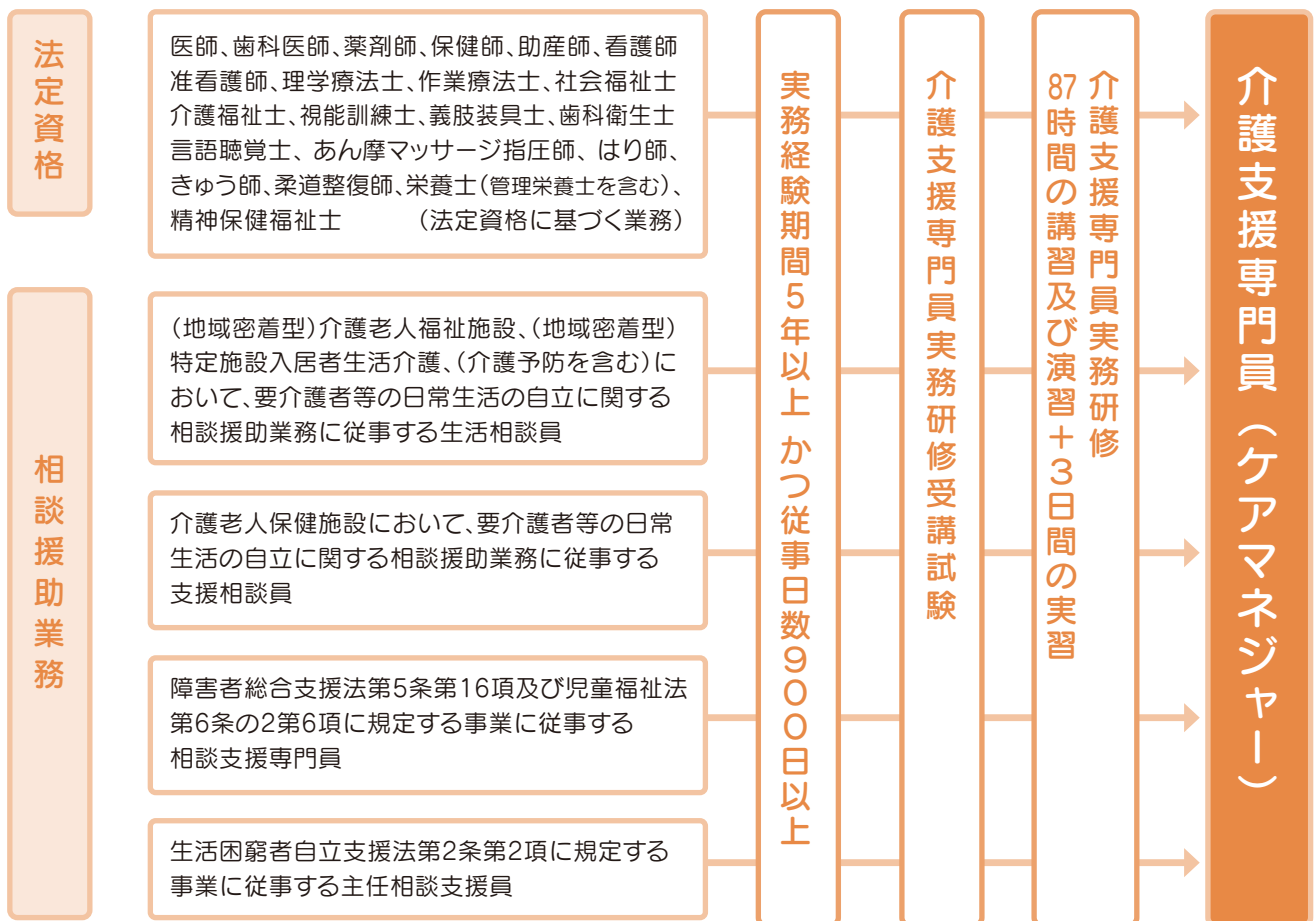 法定資格
医師、歯科医師、薬剤師、保健師、助産師、看護師
准看護師、理学療法士、作業療法士、社会福祉士
介護福祉士、視能訓練士、義肢装具士、歯科衛生士
言語聴覚士、あん摩マッサージ指圧師、はり師、
きゅう師、柔道整復師、栄養士(管理栄養士を含む)、
精神保健福祉士 (法定資格に基づく業務)
相談援助業務
(地域密着型)介護老人福祉施設、(地域密着型)
特定施設入居者生活介護、(介護予防を含む)に
おいて、要介護者等の日常生活の自立に関する
相談援助業務に従事する生活相談員
介護老人保健施設において、要介護者等の日常
生活の自立に関する相談援助業務に従事する
支援相談員
障害者総合支援法第5条第16項及び児童福祉法
第6条の2第6項に規定する事業に従事する
相談支援専門員
生活困窮者自立支援法第2条第2項に規定する
事業に従事する主任相談支援員
実務経験期間5年以上 かつ従事日数900日以上
介護支援専門員実務研修受講試験
介護支援専門員実務研修
87時間の講習及び演習+3日間の実習
介護支援専門員(ケアマネジャー)